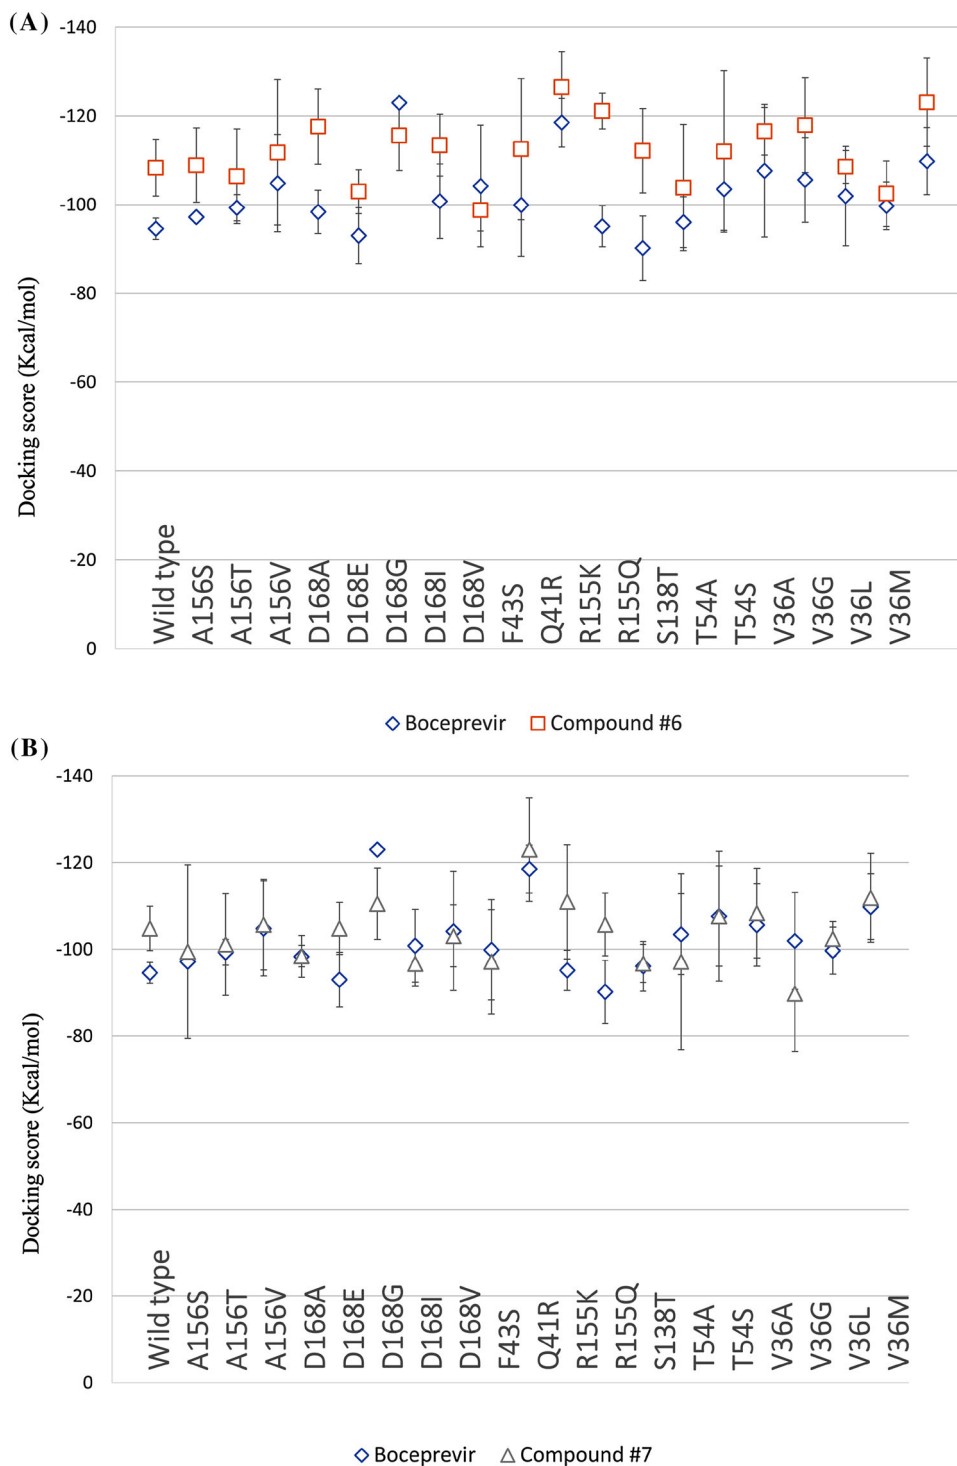 (A)
-140
-120
-100
-80
-60
-40
-20
0
Docking score (Kcal/mol)
Wild type
A156S
A156T
A156V
D168A
D168E
D168G
D168I
D168V
F43S
Q41R
R155K
R155Q
S138T
T54A
T54S
V36A
V36G
V36L
V36M
Boceprevir Compound #6
(B)
-140
-120
-100
-80
-60
-40
-20
0
Docking score (Kcal/mol)
Wild type
A156S
A156T
A156V
D168A
D168E
D168G
D168I
D168V
F43S
Q41R
R155K
R155Q
S138T
T54A
T54S
V36A
V36G
V36L
V36M
Boceprevir Compound #7